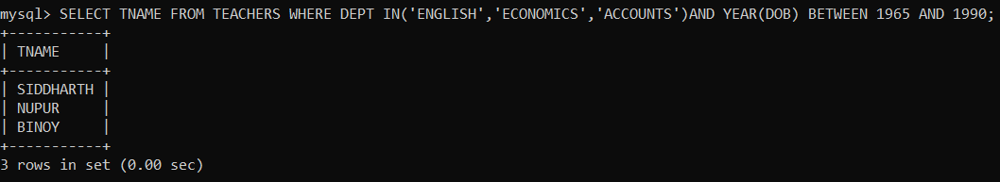 mysql> SELECT TNAME FROM TEACHERS WHERE DEPT IN('ENGLISH','ECONOMICS','ACCOUNTS')AND YEAR(DOB) BETWEEN 1965 AND 1990;
+-----------+
| TNAME     |
+-----------+
| SIDDHARTH |
| NUPUR     |
| BINOY     |
+-----------+
3 rows in set (0.00 sec)